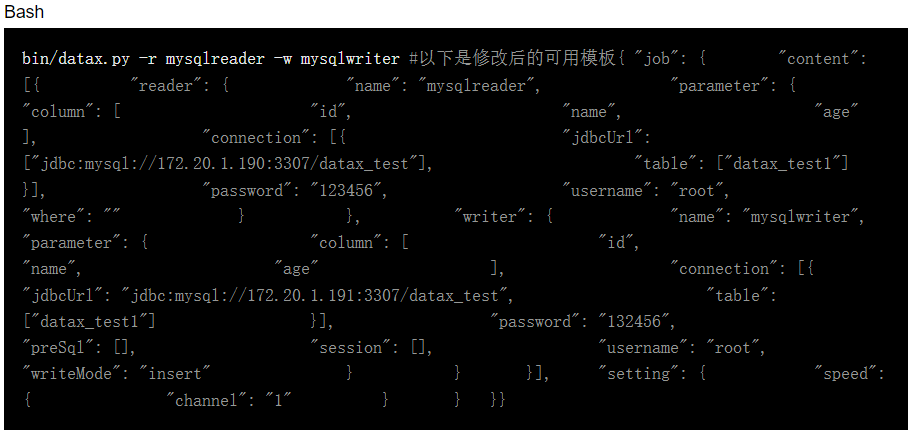 Bash
bin/datax.py -r mysqlreader -w mysqlwriter #以下是修改后的可用模板{ "job": { "content":
[{ "reader": { "name": "mysqlreader", "parameter": {
"column": [ "id", "name", "age"
], "connection": [{ "jdbcUrl":
["jdbc:mysql://172.20.1.190:3307/datax_test"], "table": ["datax_test1"]
}], "password": "123456", "username": "root",
"where": "" } }, "writer": { "name": "mysqlwriter",
"parameter": { "column": [ "id",
"name", "age" ], "connection": [{
"jdbcUrl": "jdbc:mysql://172.20.1.191:3307/datax_test", "table":
["datax_test1"] }], "password": "132456",
"preSql": [], "session": [], "username": "root",
"writeMode": "insert" } } }], "setting": { "speed":
{ "channel": "1" } } }}